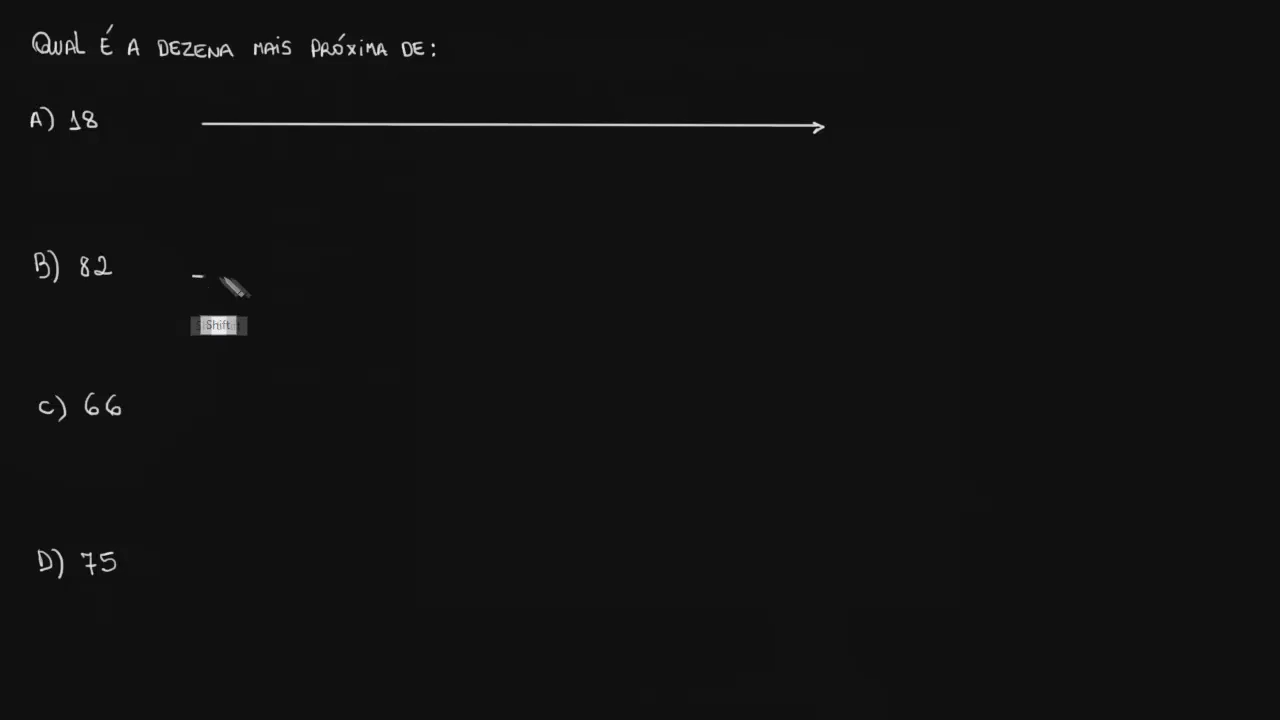 QUAL É A DEZENA MAIS PRÓXIMA DE:
A) 18
B) 82
Shift
C) 66
D) 75